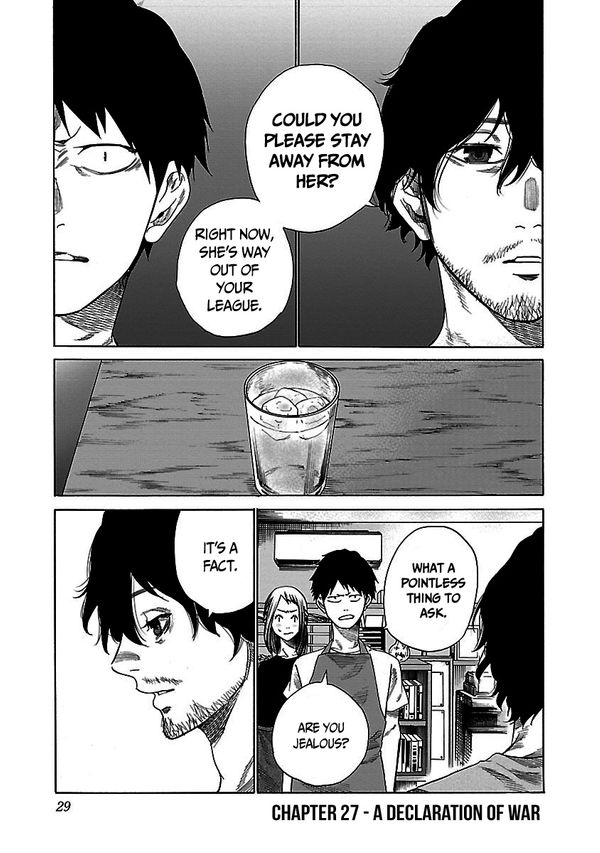 COULD YOU
PLEASE STAY
AWAY FROM
HER?
RIGHT NOW,
SHE'S WAY
OUT OF
YOUR
LEAGUE.
WHAT A
POINTLESS
THING TO
ASK.
ARE YOU
JEALOUS?
IT'S A
FACT.
29
CHAPTER 27 - A DECLARATION OF WAR